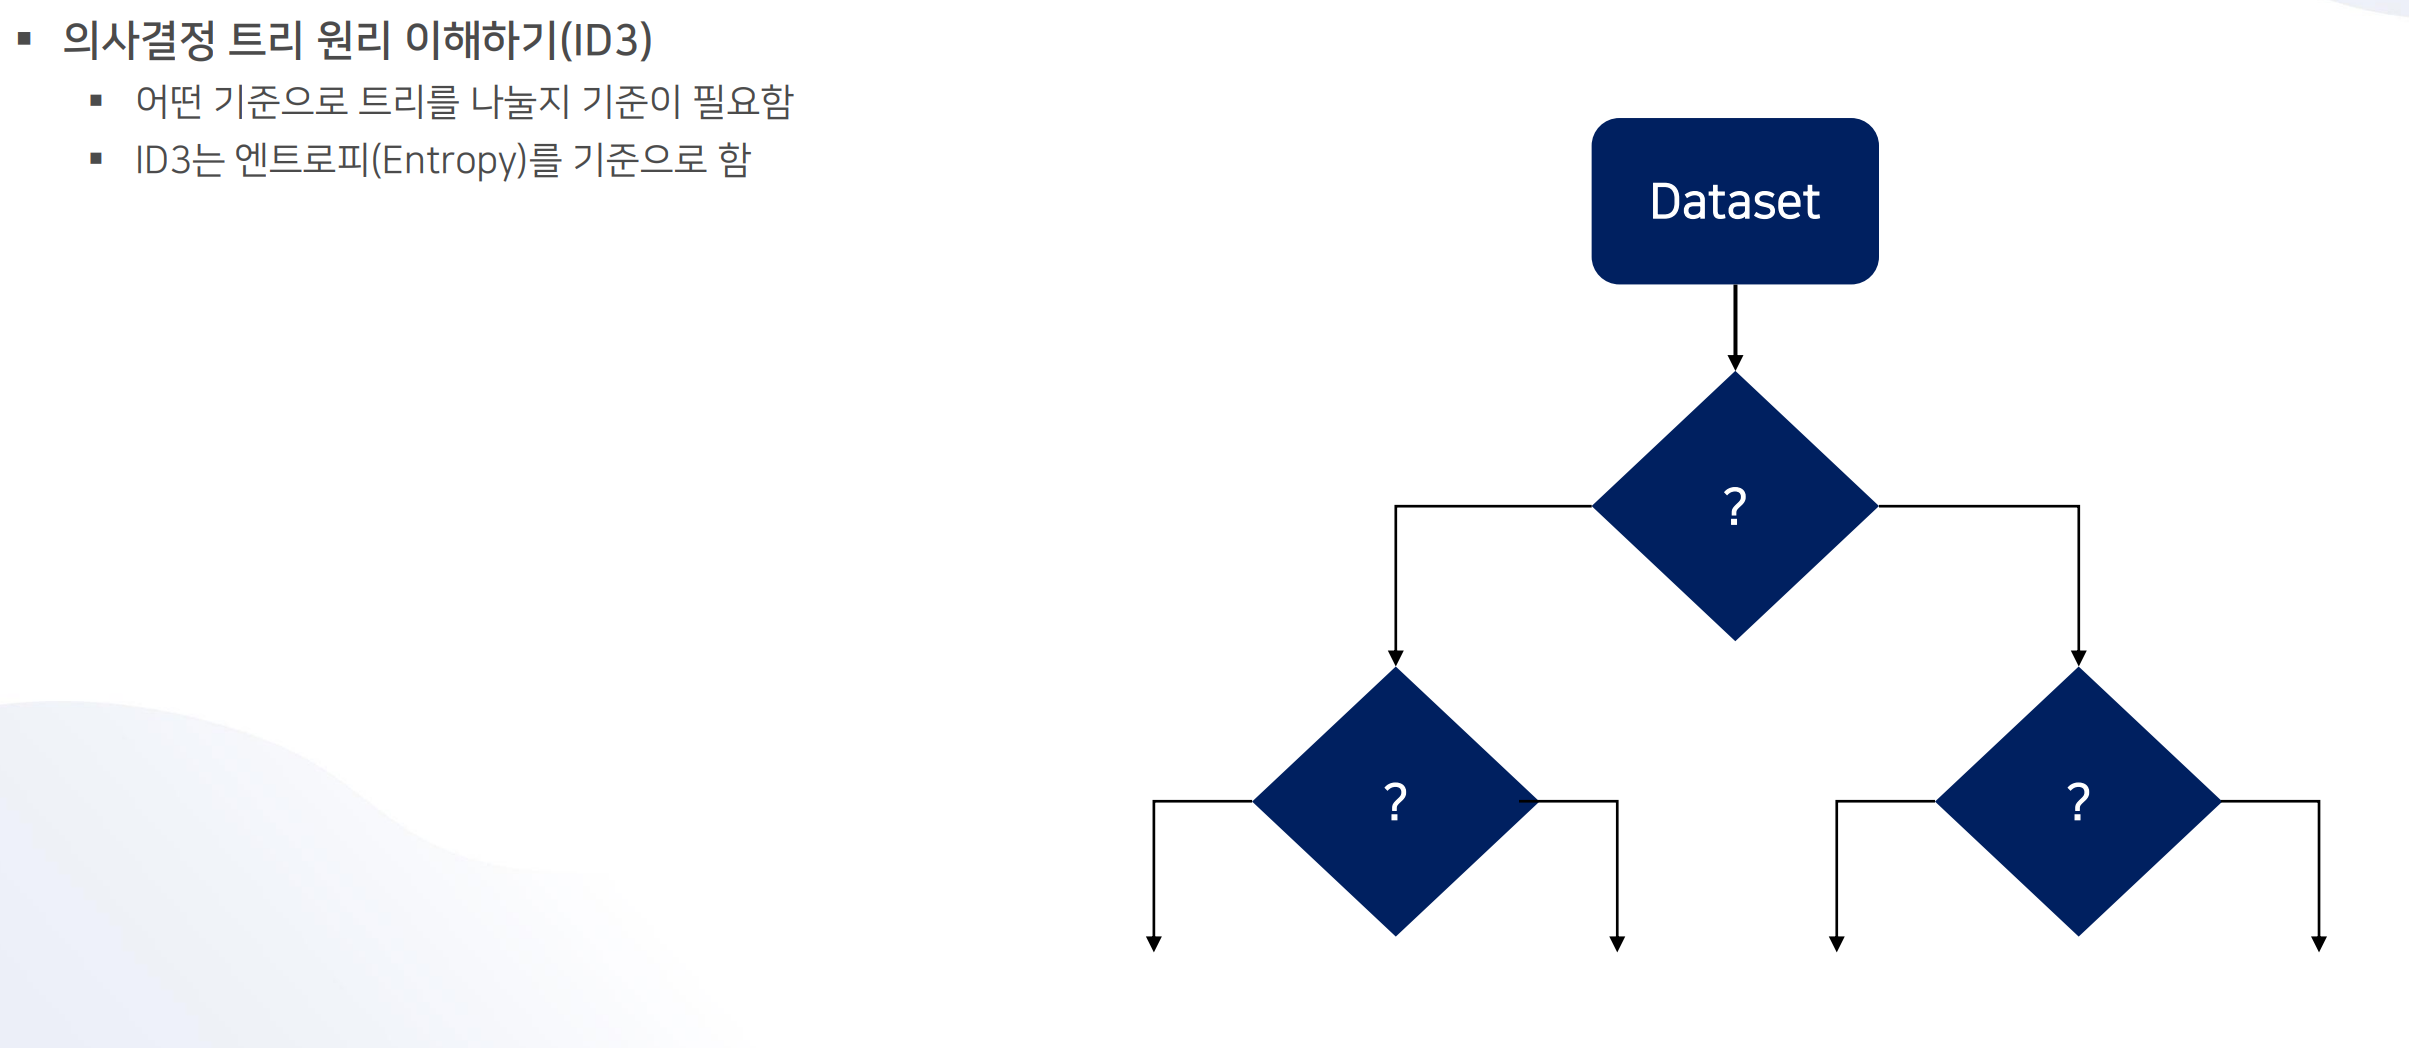 ▪ 의사결정 트리 원리 이해하기(ID3)
▪ 어떤 기준으로 트리를 나눌지 기준이 필요함
▪ ID3는 엔트로피(Entropy)를 기준으로 함
Dataset
?
?
?